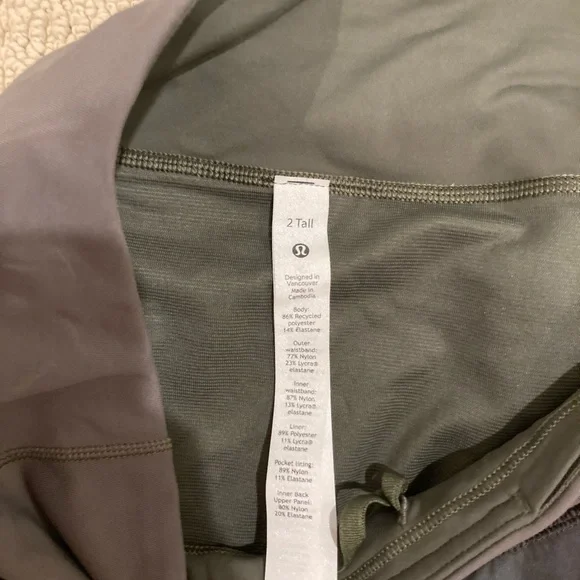 2 Tall
Designed in
Vancouver
Made in
Cambodia
Body:
86% Recycled
polyester
14% Elastane
Outer
waistband:
77% Nylon
23% Lycra®
elastane
Inner
waistband:
87% Nylon
13% Lycra®
elastane
Liner:
89% Polyester
11% Lycra®
elastane
Pocket lining:
89% Nylon
11% Elastane
Inner Back
Upper Panel:
80% Nylon
20% Elastane